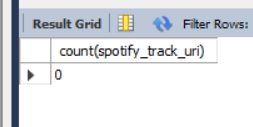 Result Grid Filter Rows:
count(spotify_track_uri)
0